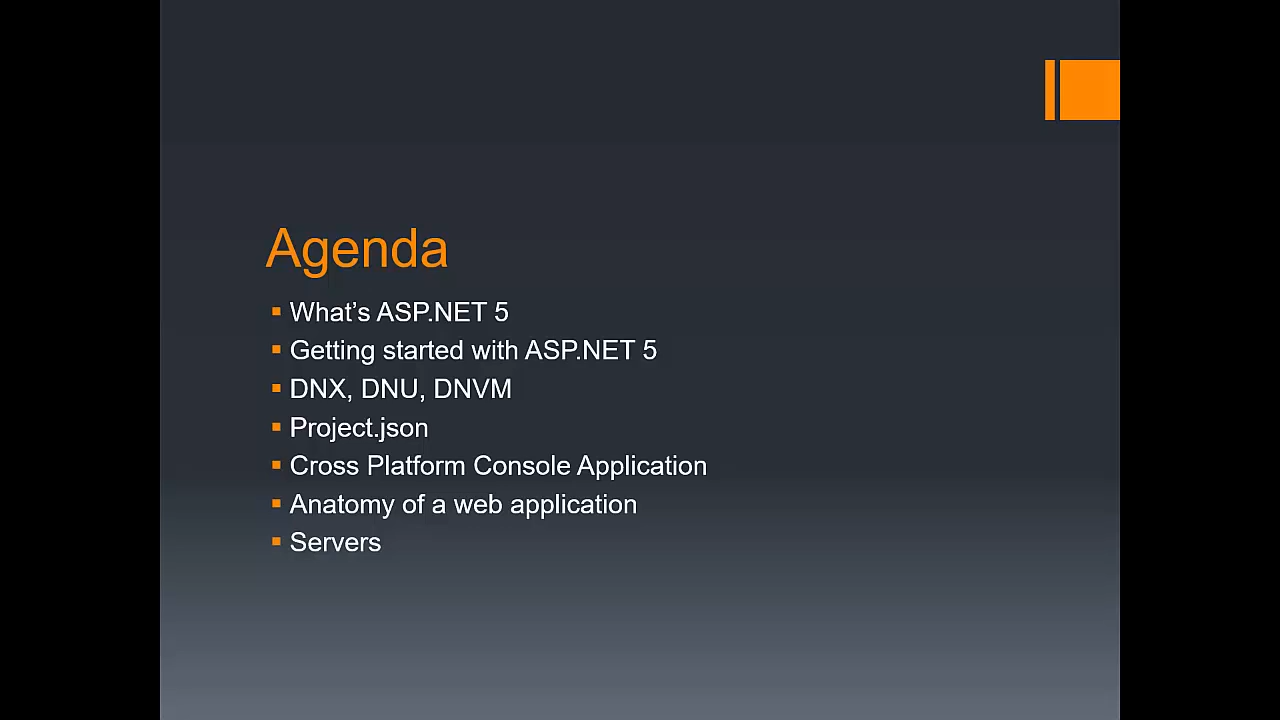 Agenda
What’s ASP.NET 5
Getting started with ASP.NET 5
DNX, DNU, DNVM
Project.json
Cross Platform Console Application
Anatomy of a web application
Servers